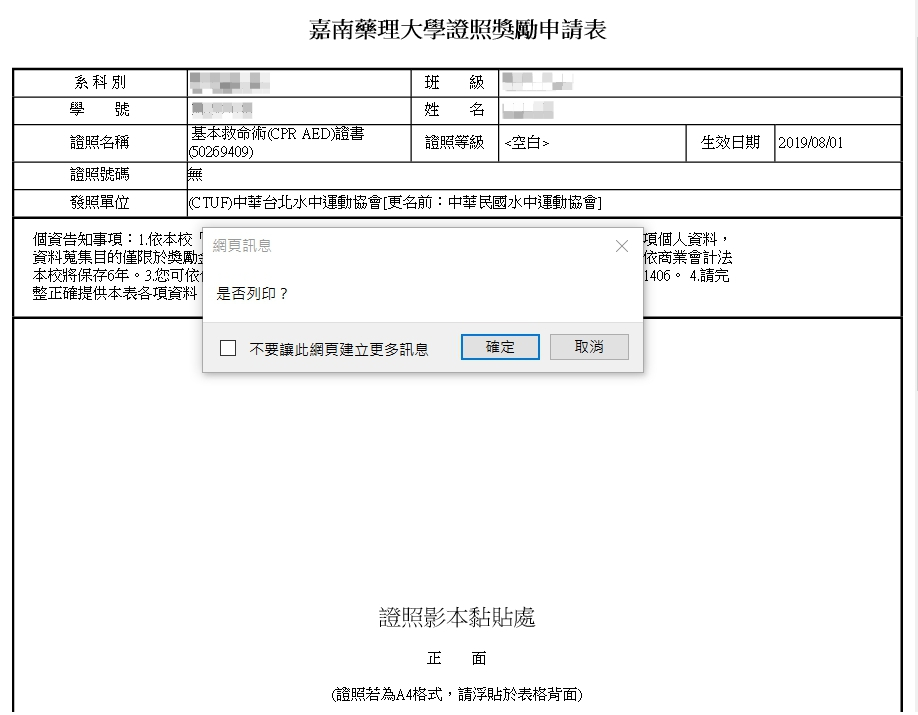 嘉南藥理大學證照獎勵申請表
系 科 別
班 級
學 號
姓 名
證照名稱
基本救命術(CPR AED)證書
(50269409)
證照等級
<空白>
生效日期
2019/08/01
證照號碼
無
發照單位
(CTUF)中華台北水中運動協會[更名前：中華民國水中運動協會]
個資告知事項：1.依本校「
項個人資料，
資料蒐集目的僅限於獎勵
依商業會計法
本校將保存6年。3.您可依
1406。 4.請完
整正確提供本表各項資料
網頁訊息
是否列印？
不要讓此網頁建立更多訊息
確定
取消
證照影本黏貼處
正 面
(證照若為A4格式，請浮貼於表格背面)